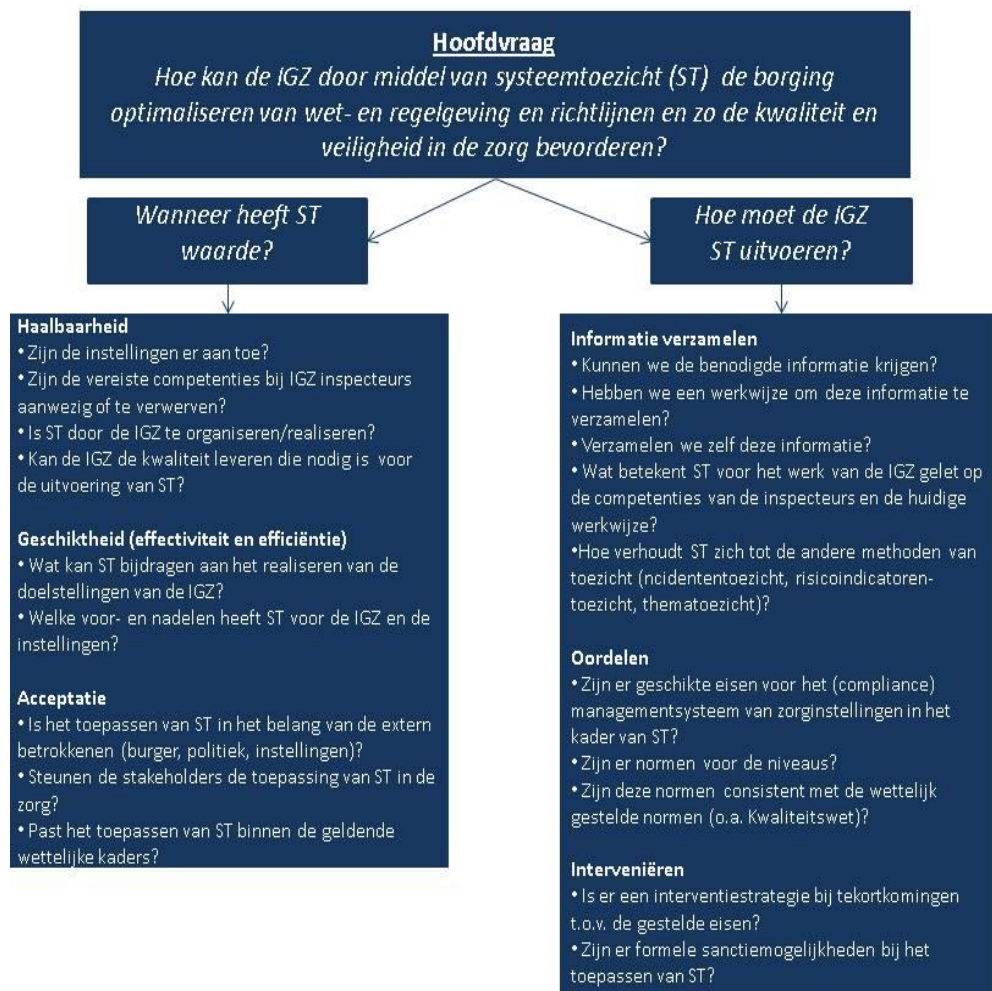 Hoofdvraag
Hoe kan de IGZ door middel van systeemtoezicht (ST) de borging
optimaliseren van wet- en regelgeving en richtlijnen en zo de kwaliteit en
veiligheid in de zorg bevorderen?
Wanneer heeft ST
waarde?
Haalbaarheid
• Zijn de instellingen er aan toe?
• Zijn de vereiste competenties bij IGZ inspecteurs
aanwezig of te verwerven?
• Is ST door de IGZ te organiseren/realiseren?
• Kan de IGZ de kwaliteit leveren die nodig is voor
de uitvoering van ST?
Geschiktheid (effectiviteit en efficiëntie)
• Wat kan ST bijdragen aan het realiseren van de
doelstellingen van de IGZ?
• Welke voor- en nadelen heeft ST voor de IGZ en de
instellingen?
Acceptatie
• Is het toepassen van ST in het belang van de extern
betrokkenen (burger, politiek, instellingen)?
• Steunen de stakeholders de toepassing van ST in de
zorg?
• Past het toepassen van ST binnen de geldende
wettelijke kaders?
Hoe moet de IGZ
ST uitvoeren?
Informatie verzamelen
• Kunnen we de benodigde informatie krijgen?
• Hebben we een werkwijze om deze informatie te
verzamelen?
• Verzamelen we zelf deze informatie?
• Wat betekent ST voor het werk van de IGZ gelet op
de competenties van de inspecteurs en de huidige
werkwijze?
•Hoe verhoudt ST zich tot de andere methoden van
toezicht (ncidententoezicht, risicoindicatoren-
toezicht, thematoezicht)?
Oordelen
• Zijn er geschikte eisen voor het (compliance)
managementsysteem van zorginstellingen in het
kader van ST?
• Zijn er normen voor de niveaus?
• Zijn deze normen consistent met de wettelijk
gestelde normen (o.a. Kwaliteitswet)?
Interveniëren
• Is er een interventiestrategie bij tekortkomingen
t.o.v. de gestelde eisen?
• Zijn er formele sanctiemogelijkheden bij het
toepassen van ST?